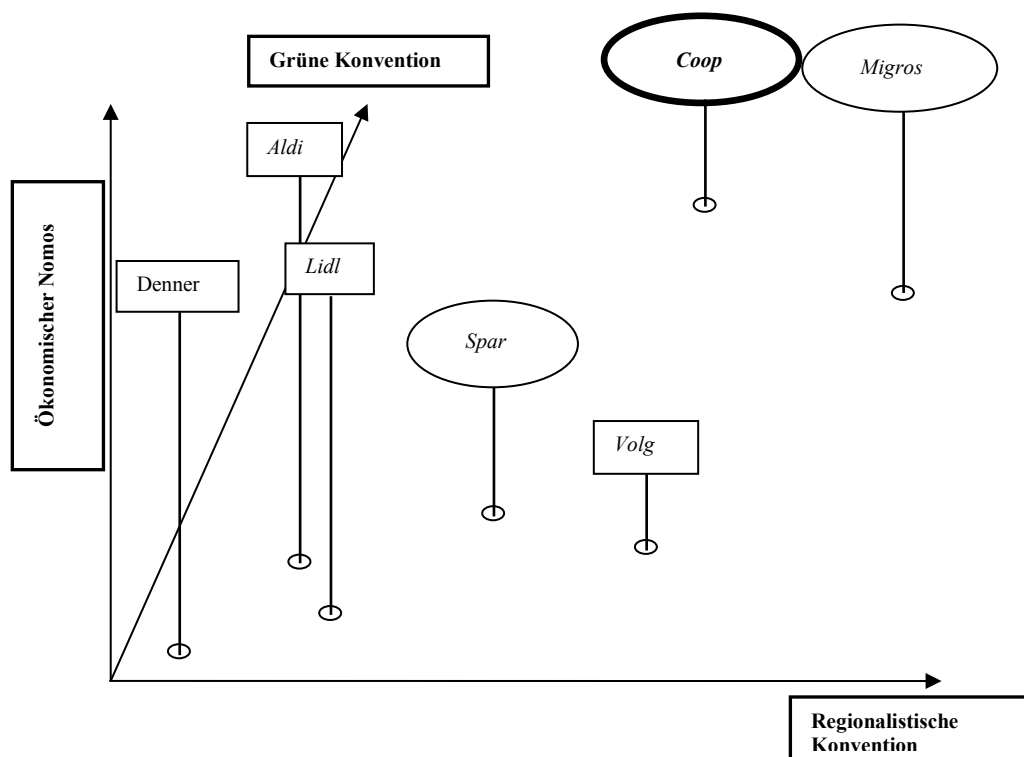 Grüne Konvention
Coop
Migros
Aldi
Ökonomischer Nomos
Lidl
Denner
Spar
Volg
Regionalistische
Konvention